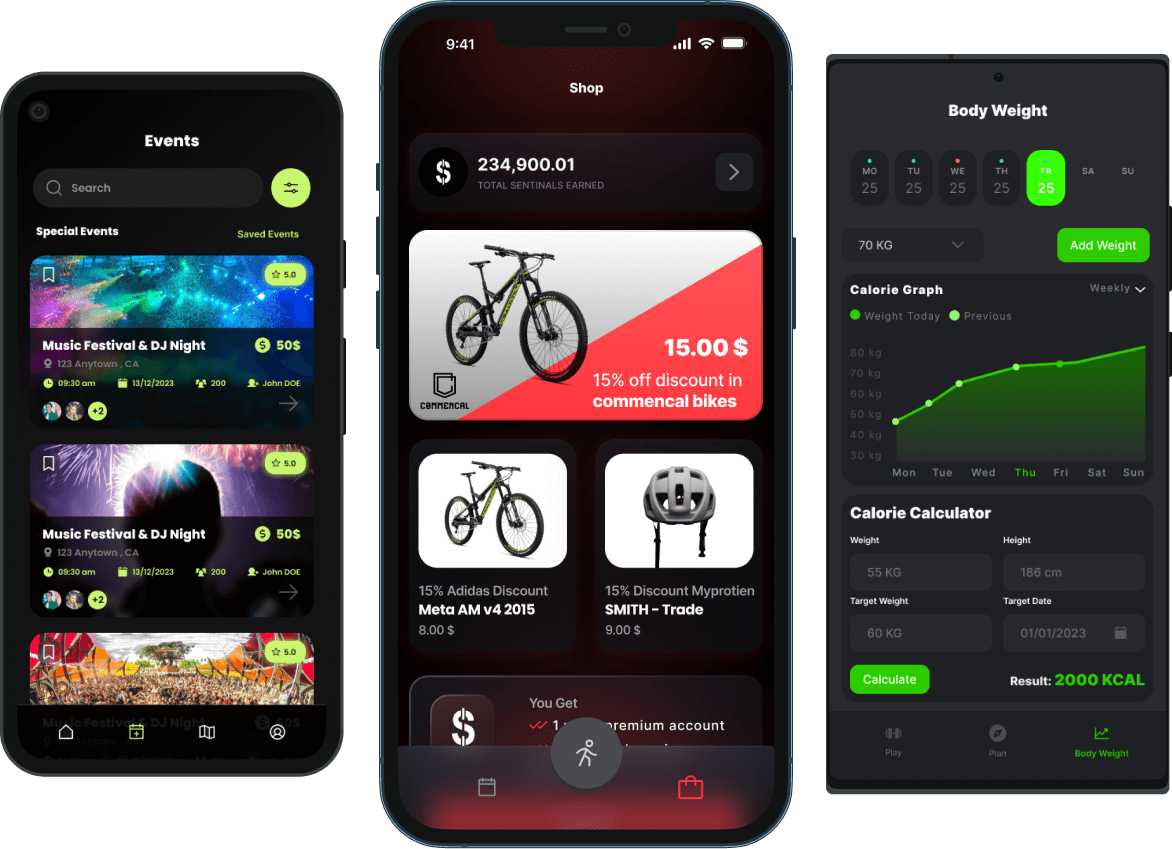 Events
Search
Special Events
Saved Events
5.0
Music Festival & DJ Night
50$
123 Anytown , CA
09:30 am
13/12/2023
200
John DOE
+2
5.0
Music Festival & DJ Night
50$
123 Anytown , CA
09:30 am
13/12/2023
200
John DOE
+2
5.0
Music Festival & DJ Night
50$
9:41
Shop
$
234,900.01
TOTAL SENTINALS EARNED
15.00 $
15% off discount in
commencal bikes
COMMENCAL
15% Adidas Discount
Meta AM v4 2015
8.00 $
15% Discount Myprotien
SMITH - Trade
9.00 $
$
You Get
1 premium account
Body Weight
MO TU WE TH FR SA SU
25 25 25 25 25
70 KG
Add Weight
Calorie Graph
Weekly
Weight Today
Previous
80 kg
70 kg
60 kg
50 kg
40 kg
30 kg
Mon Tue Wed Thu Fri Sat Sun
Calorie Calculator
Weight
Height
55 KG
186 cm
Target Weight
Target Date
60 KG
01/01/2023
Calculate
Result: 2000 KCAL
Play
Plan
Body Weight